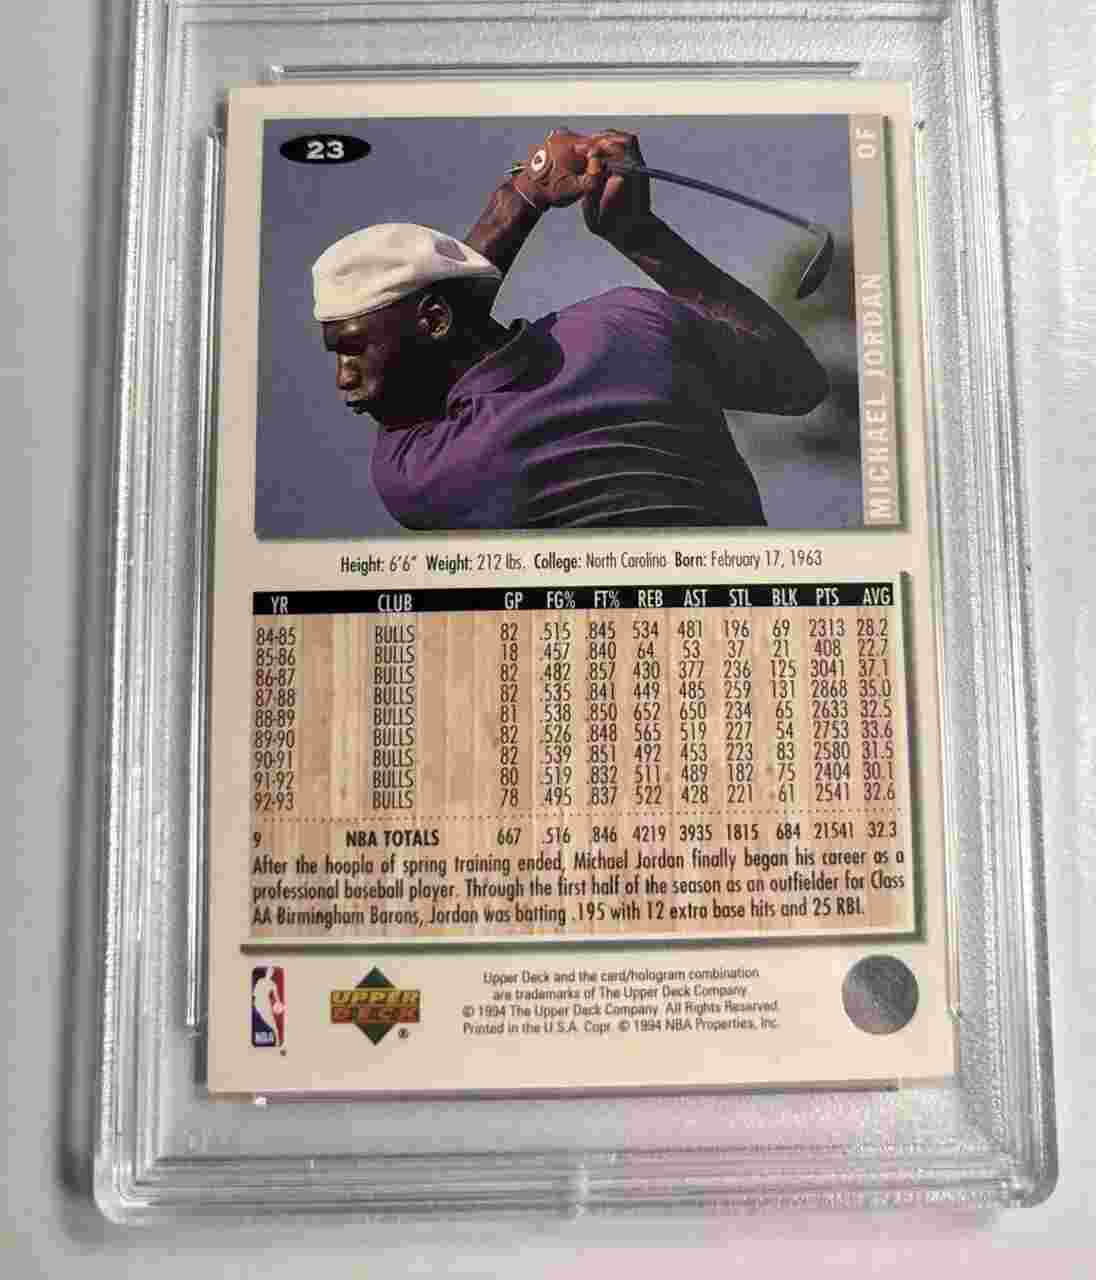 23
MICHAEL JORDAN OF
Height: 6'6" Weight: 212 lbs. College: North Carolina Born: February 17, 1963
YR CLUB GP FG% FT% REB AST STL BLK PTS AVG
84-85 BULLS 82 .515 .845 534 481 196 69 2313 28.2
85-86 BULLS 18 .457 .840 64 53 37 21 408 22.7
86-87 BULLS 82 .482 .857 430 377 236 125 3041 37.1
87-88 BULLS 82 .535 .841 449 485 259 131 2868 35.0
88-89 BULLS 81 .538 .850 652 650 234 65 2633 32.5
89-90 BULLS 82 .526 .848 565 519 227 54 2753 33.6
90-91 BULLS 82 .539 .851 492 453 223 83 2580 31.5
91-92 BULLS 80 .519 .832 511 489 182 75 2404 30.1
92-93 BULLS 78 .495 .837 522 428 221 61 2541 32.6
9 NBA TOTALS 667 .516 .846 4219 3935 1815 684 21541 32.3
After the hoopla of spring training ended, Michael Jordan finally began his career as a
professional baseball player. Through the first half of the season as an outfielder for Class
AA Birmingham Barons, Jordan was batting .195 with 12 extra base hits and 25 RBI.
NBA
UPPER
DECK
®
Upper Deck and the card/hologram combination
are trademarks of The Upper Deck Company.
© 1994 The Upper Deck Company. All Rights Reserved.
Printed in the U.S.A. Copr. © 1994 NBA Properties, Inc.